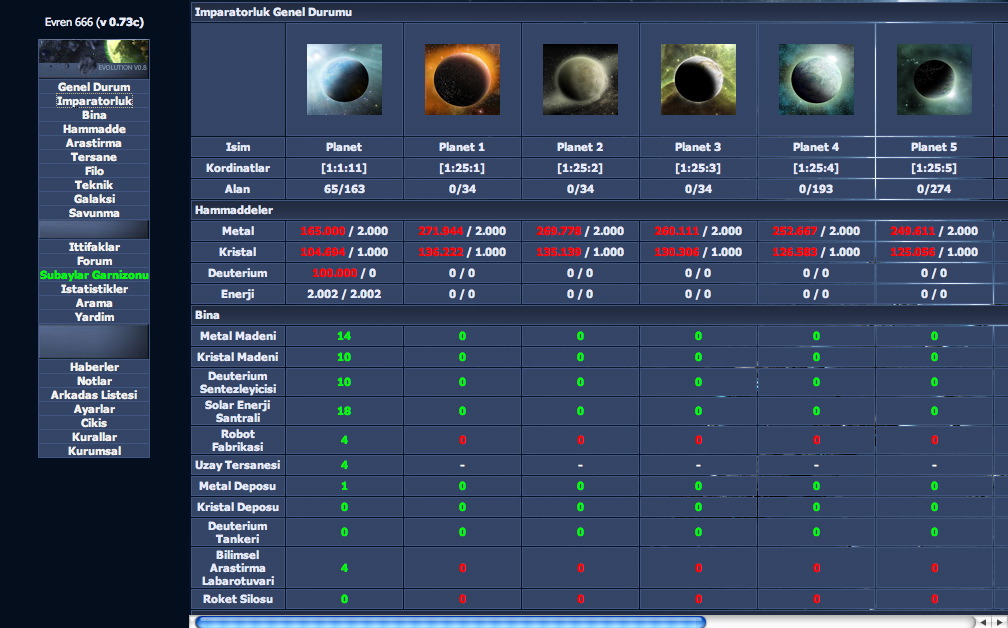 Evren 666 (v 0.73c)
EVOLUTION V0.8
Genel Durum
Imparatorluk
Bina
Hammadde
Arastirma
Tersane
Filo
Teknik
Galaksi
Savunma
Ittifaklar
Forum
Subaylar Garnizonu
Istatistikler
Arama
Yardim
Haberler
Notlar
Arkadas Listesi
Ayarlar
Cikis
Kurallar
Kurumsal
Imparatorluk Genel Durumu
Isim Planet Planet 1 Planet 2 Planet 3 Planet 4 Planet 5
Kordinatlar [1:1:11] [1:25:1] [1:25:2] [1:25:3] [1:25:4] [1:25:5]
Alan 65/163 0/34 0/34 0/34 0/193 0/274
Hammaddeler
Metal 165.000 / 2.000 271.944 / 2.000 269.778 / 2.000 260.111 / 2.000 252.667 / 2.000 249.611 / 2.000
Kristal 104.694 / 1.000 136.222 / 1.000 135.139 / 1.000 130.306 / 1.000 126.583 / 1.000 125.056 / 1.000
Deuterium 100.000 / 0 0 / 0 0 / 0 0 / 0 0 / 0 0 / 0
Enerji 2.002 / 2.002 0 / 0 0 / 0 0 / 0 0 / 0 0 / 0
Bina
Metal Madeni 14 0 0 0 0 0
Kristal Madeni 10 0 0 0 0 0
Deuterium
Sentezleyicisi 10 0 0 0 0 0
Solar Enerji
Santrali 18 0 0 0 0 0
Robot
Fabrikasi 4 0 0 0 0 0
Uzay Tersanesi 4 - - - - -
Metal Deposu 1 0 0 0 0 0
Kristal Deposu 0 0 0 0 0 0
Deuterium
Tankeri 0 0 0 0 0 0
Bilimsel
Arastirma
Labarotuvari 4 0 0 0 0 0
Roket Silosu 0 0 0 0 0 0